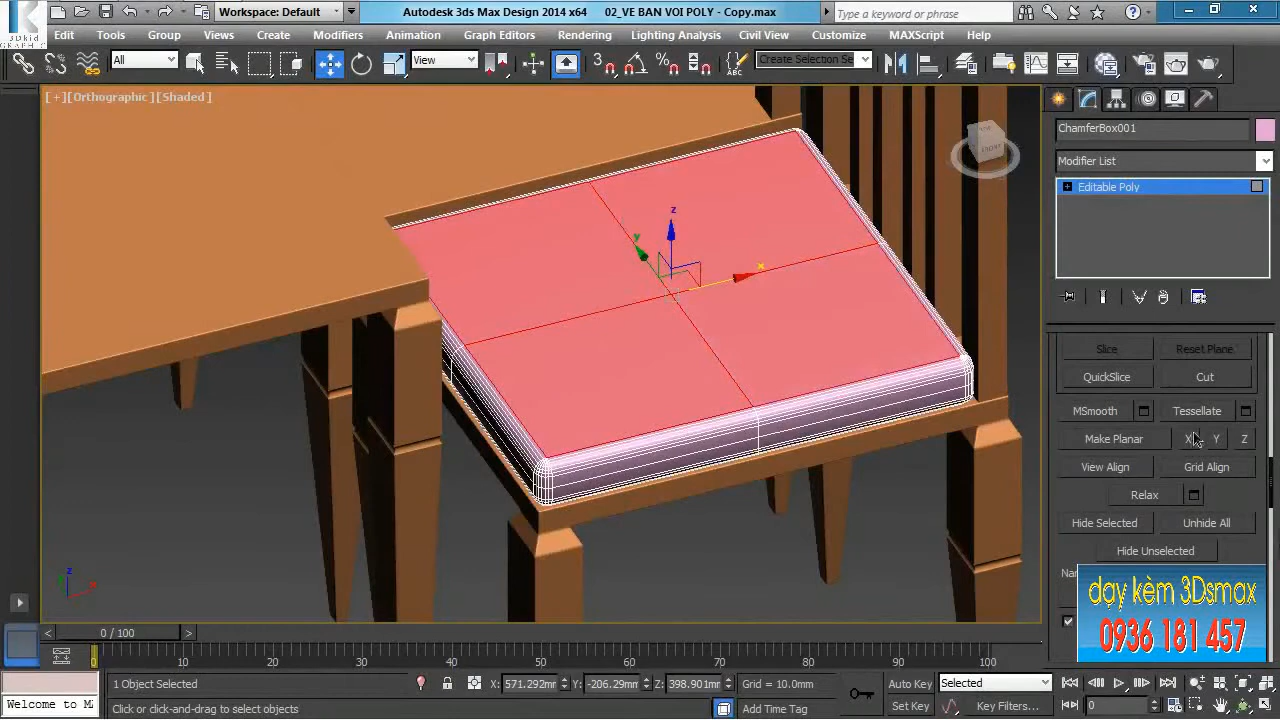 3DKid
GRAPHIC
Workspace: Default
Autodesk 3ds Max Design 2014 x64 02_VE BAN VOI POLY - Copy.max
Type a keyword or phrase
Edit Tools Group Views Create Modifiers Animation Graph Editors Rendering Lighting Analysis Civil View Customize MAXScript Help
All View Create Selection Se
[+][Orthographic][Shaded]
FRONT
ChamferBox001
Modifier List
Editable Poly
z
y
x
Slice Reset Plane
QuickSlice Cut
MSmooth Tessellate
Make Planar X Y Z
View Align Grid Align
Relax
Hide Selected Unhide All
Hide Unselected
dạy kèm 3Dsmax
0936 181 457
z
x
< 0 / 100 >
0 10 20 30 40 50 60 70 80 90 100
1 Object Selected X: 571.292mm Y: -206.29mm Z: 398.901mm Grid = 10.0mm Auto Key Selected
Welcome to M Click or click-and-drag to select objects Add Time Tag Set Key Key Filters... 0